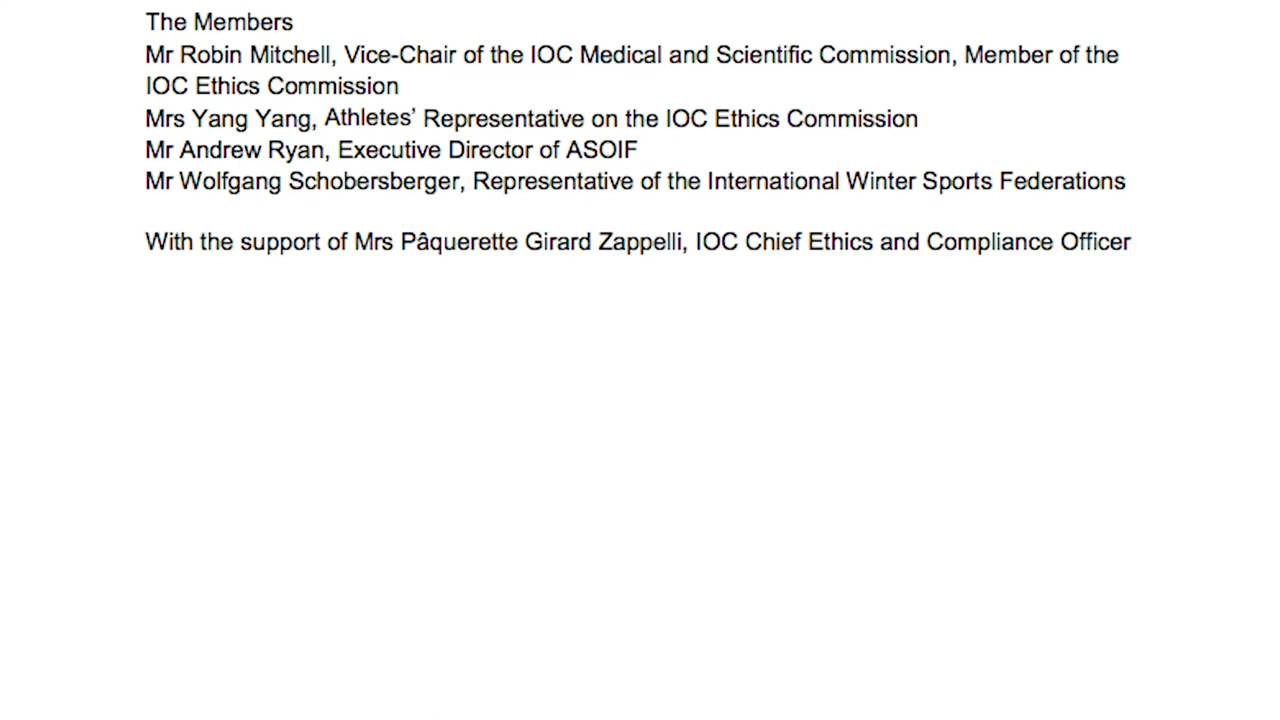 The Members
Mr Robin Mitchell, Vice-Chair of the IOC Medical and Scientific Commission, Member of the
IOC Ethics Commission
Mrs Yang Yang, Athletes’ Representative on the IOC Ethics Commission
Mr Andrew Ryan, Executive Director of ASOIF
Mr Wolfgang Schobersberger, Representative of the International Winter Sports Federations
With the support of Mrs Pâquerette Girard Zappelli, IOC Chief Ethics and Compliance Officer